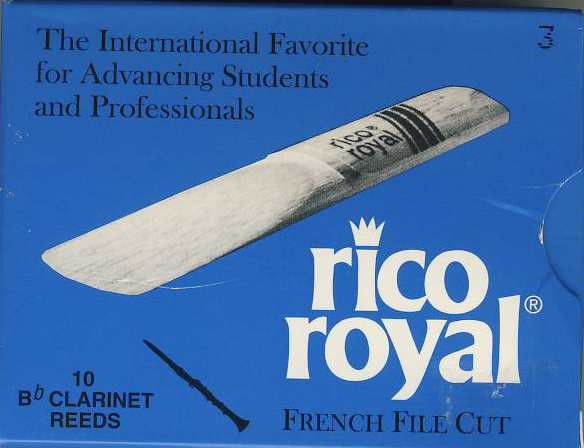 The International Favorite
for Advancing Students
and Professionals
3
rico®
royal
rico
royal®
10
Bb CLARINET
REEDS
FRENCH FILE CUT